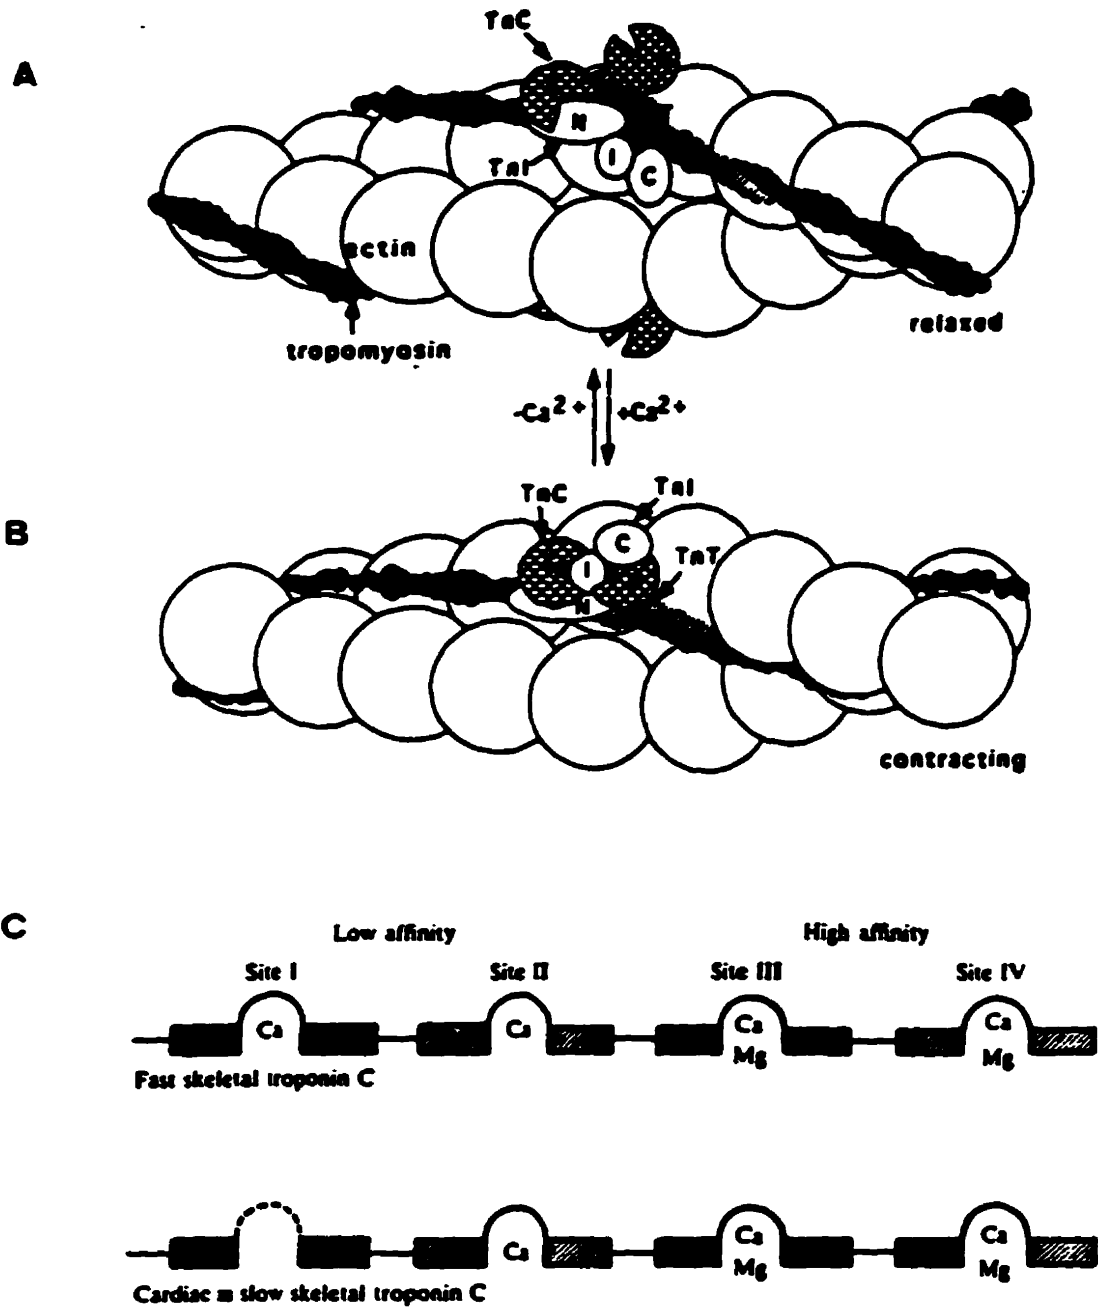 A
TnC
N
I
C
TnI
actin
tropomyosin
relaxed
-Ca2+
+Ca2+
B
TnC
TnI
C
I
TnT
N
contracting
C
Low affinity
High affinity
Site I
Site II
Site III
Site IV
Ca
Ca
Ca
Mg
Ca
Mg
Fast skeletal troponin C
Ca
Ca
Mg
Ca
Mg
Cardiac = slow skeletal troponin C